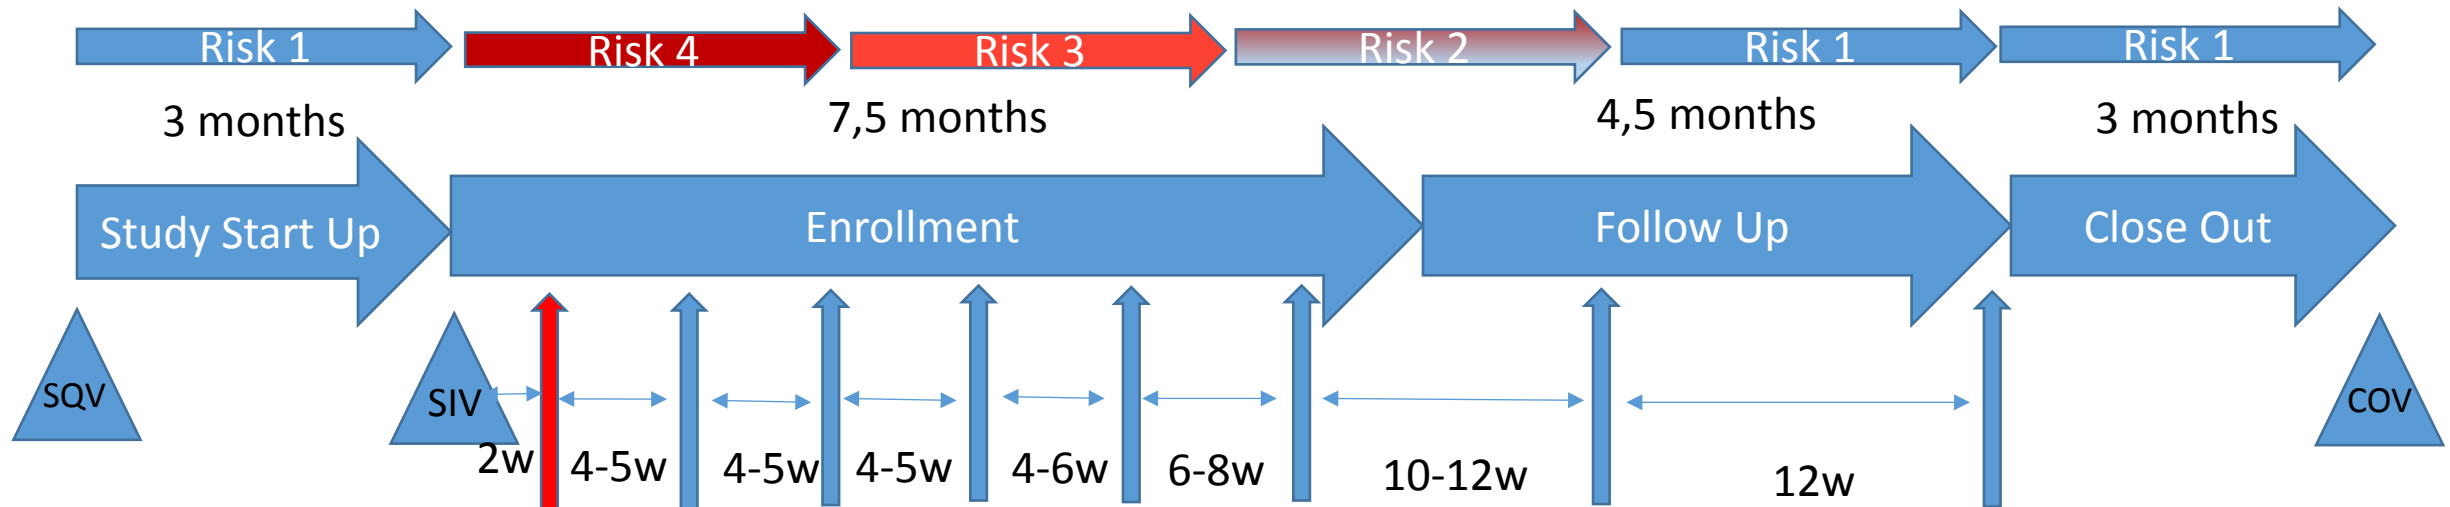 Risk 1
Risk 4
Risk 3
Risk 2
Risk 1
Risk 1
3 months
7,5 months
4,5 months
3 months
Study Start Up
Enrollment
Follow Up
Close Out
SQV
SIV
COV
2w
4-5w
4-5w
4-5w
4-6w
6-8w
10-12w
12w